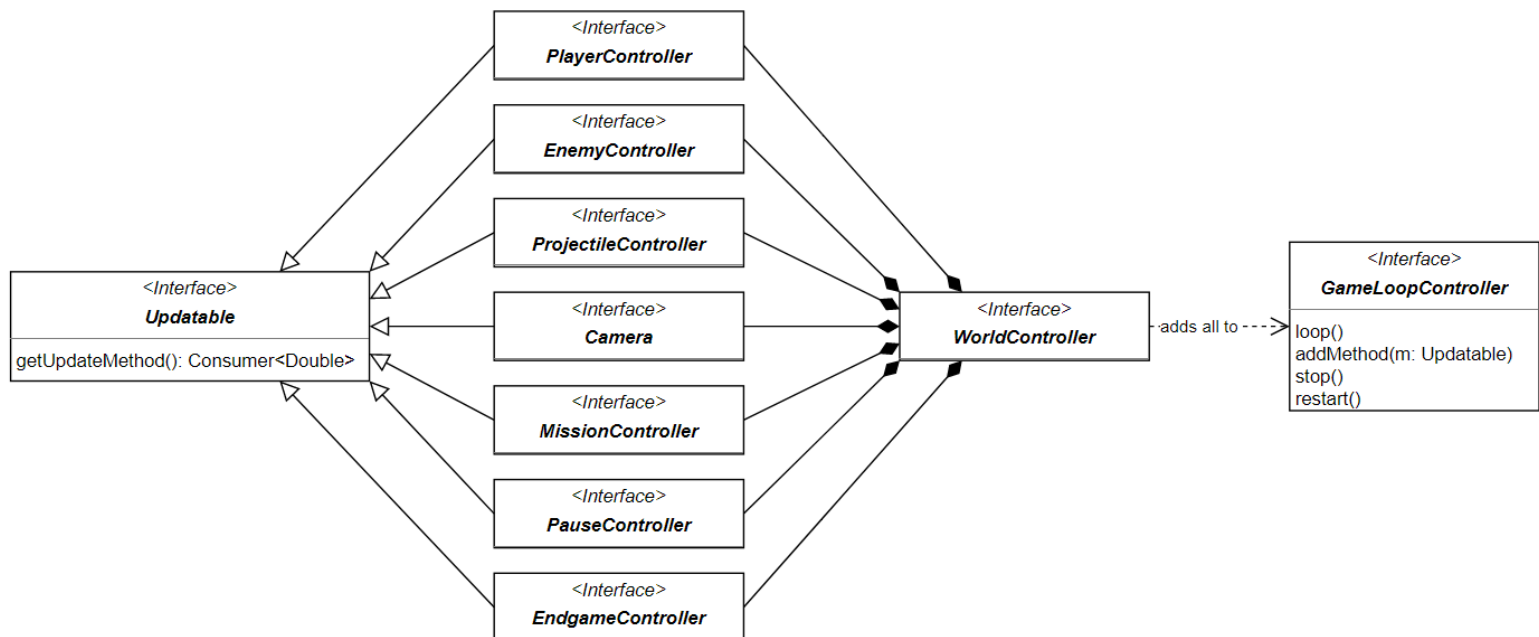 <Interface>
PlayerController
<Interface>
EnemyController
<Interface>
ProjectileController
<Interface>
Updatable
getUpdateMethod(): Consumer<Double>
<Interface>
Camera
<Interface>
WorldController
adds all to
<Interface>
GameLoopController
loop()
addMethod(m: Updatable)
stop()
restart()
<Interface>
MissionController
<Interface>
PauseController
<Interface>
EndgameController